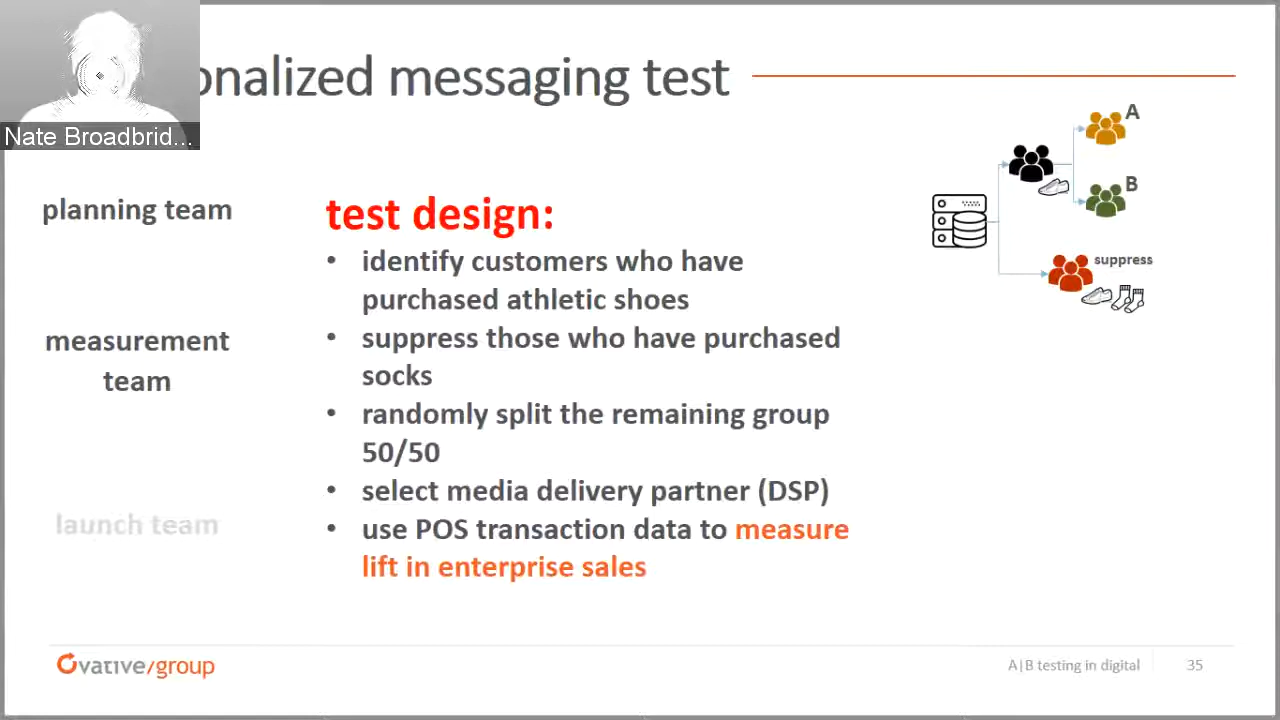 onalized messaging test
Nate Broadbrid...
planning team
measurement
team
launch team
test design:
• identify customers who have
purchased athletic shoes
• suppress those who have purchased
socks
• randomly split the remaining group
50/50
• select media delivery partner (DSP)
• use POS transaction data to measure
lift in enterprise sales
A
B
suppress
Ovative/group
A|B testing in digital
35